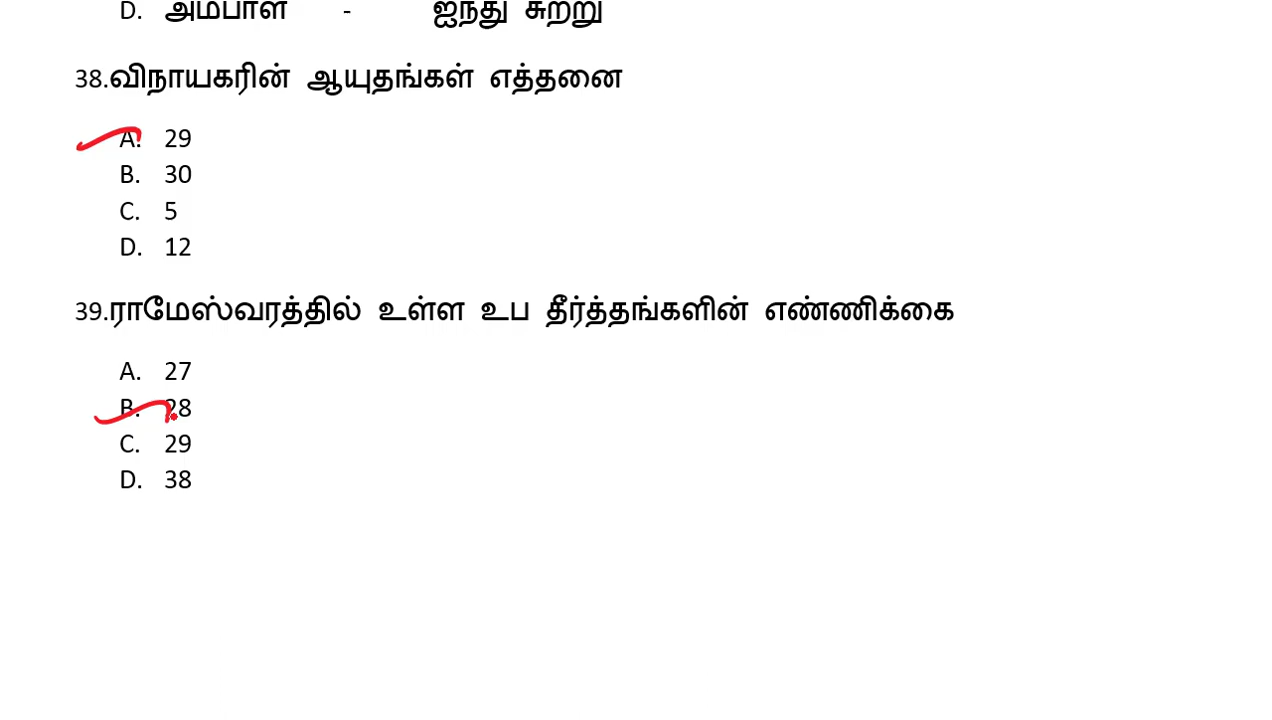 D. அம்பாள் - ஐந்து சுற்று
38.விநாயகரின் ஆயுதங்கள் எத்தனை
A. 29
B. 30
C. 5
D. 12
39.ராமேஸ்வரத்தில் உள்ள உப தீர்த்தங்களின் எண்ணிக்கை
A. 27
B. 28
C. 29
D. 38